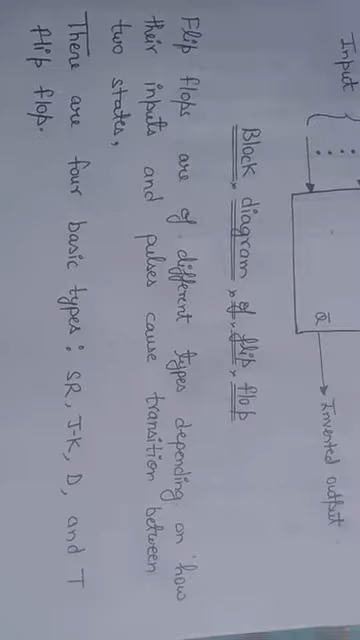 Input
Q̅
Inverted output
Block diagram of flip flop
Flip flops are of different types depending on how
their inputs and pulses cause transition between
two states,
There are four basic types: SR, J-K, D, and T
flip flop.